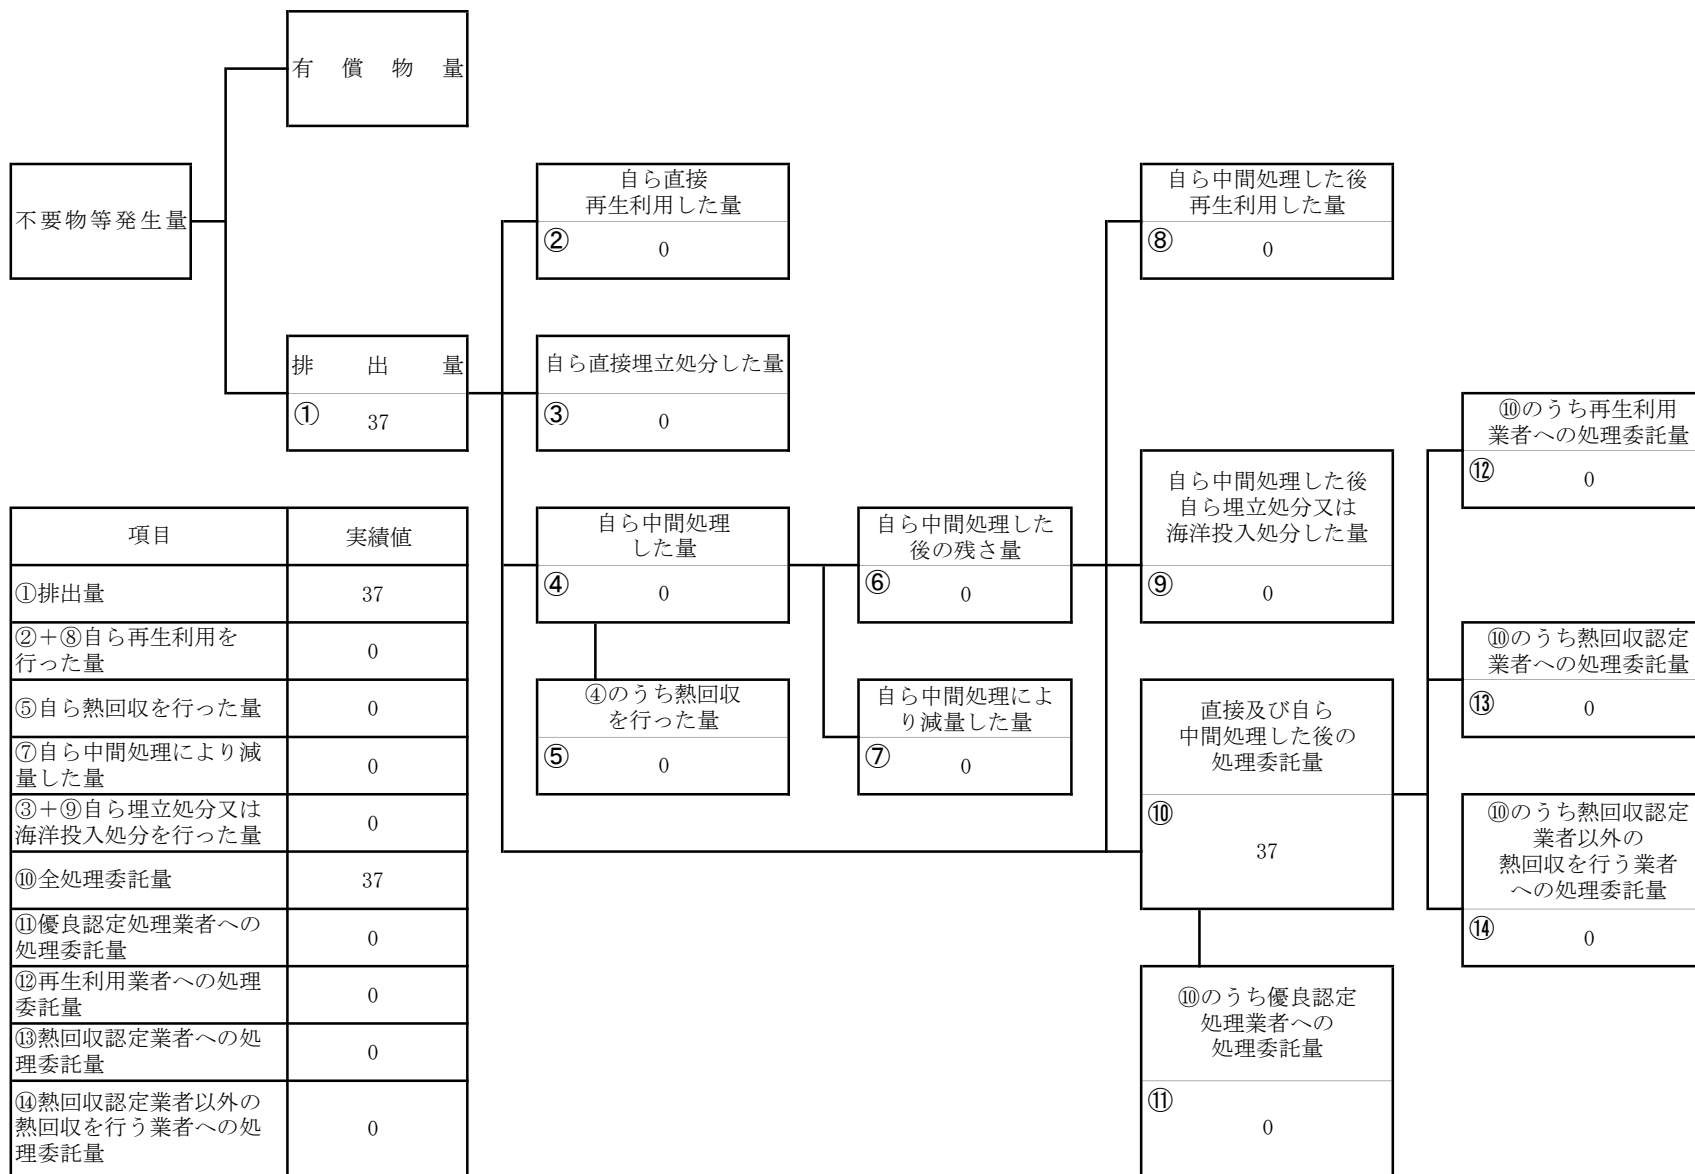 有償物量
不要物等発生量
自ら直接
再生利用した量
② 0
自ら中間処理した後
再生利用した量
⑧ 0
排出量
① 37
自ら直接埋立処分した量
③ 0
⑩のうち再生利用
業者への処理委託量
⑫ 0
自ら中間処理
した量
④ 0
自ら中間処理した
後の残さ量
⑥ 0
自ら中間処理した後
自ら埋立処分又は
海洋投入処分した量
⑨ 0
⑩のうち熱回収認定
業者への処理委託量
⑬ 0
④のうち熱回収
を行った量
⑤ 0
自ら中間処理によ
り減量した量
⑦ 0
直接及び自ら
中間処理した後の
処理委託量
⑩
37
⑩のうち熱回収認定
業者以外の
熱回収を行う業者
への処理委託量
⑭ 0
⑩のうち優良認定
処理業者への
処理委託量
⑪
0
項目 実績値
①排出量 37
②＋⑧自ら再生利用を
行った量
0
⑤自ら熱回収を行った量 0
⑦自ら中間処理により減
量した量
0
③＋⑨自ら埋立処分又は
海洋投入処分を行った量
0
⑩全処理委託量 37
⑪優良認定処理業者への
処理委託量
0
⑫再生利用業者への処理
委託量
0
⑬熱回収認定業者への処
理委託量
0
⑭熱回収認定業者以外の
熱回収を行う業者への処
理委託量
0